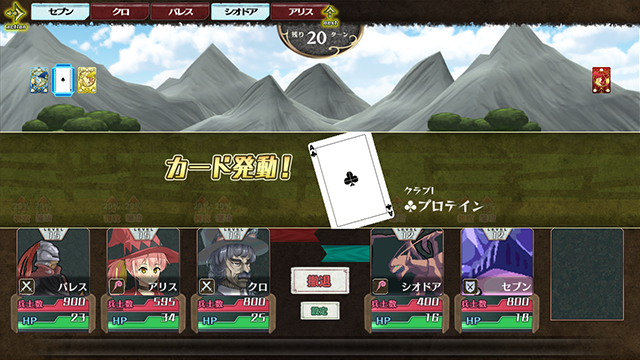 action
セブン
クロ
パレス
シオドア
アリス
next
残り20ターン
カード発動!
A
A
クラブ1
♣プロテイン
パレス
兵士数 900
HP 23
アリス
兵士数 595
HP 34
クロ
兵士数 800
HP 25
撤退
設定
シオドア
兵士数 400
HP 16
セブン
兵士数 800
HP 18